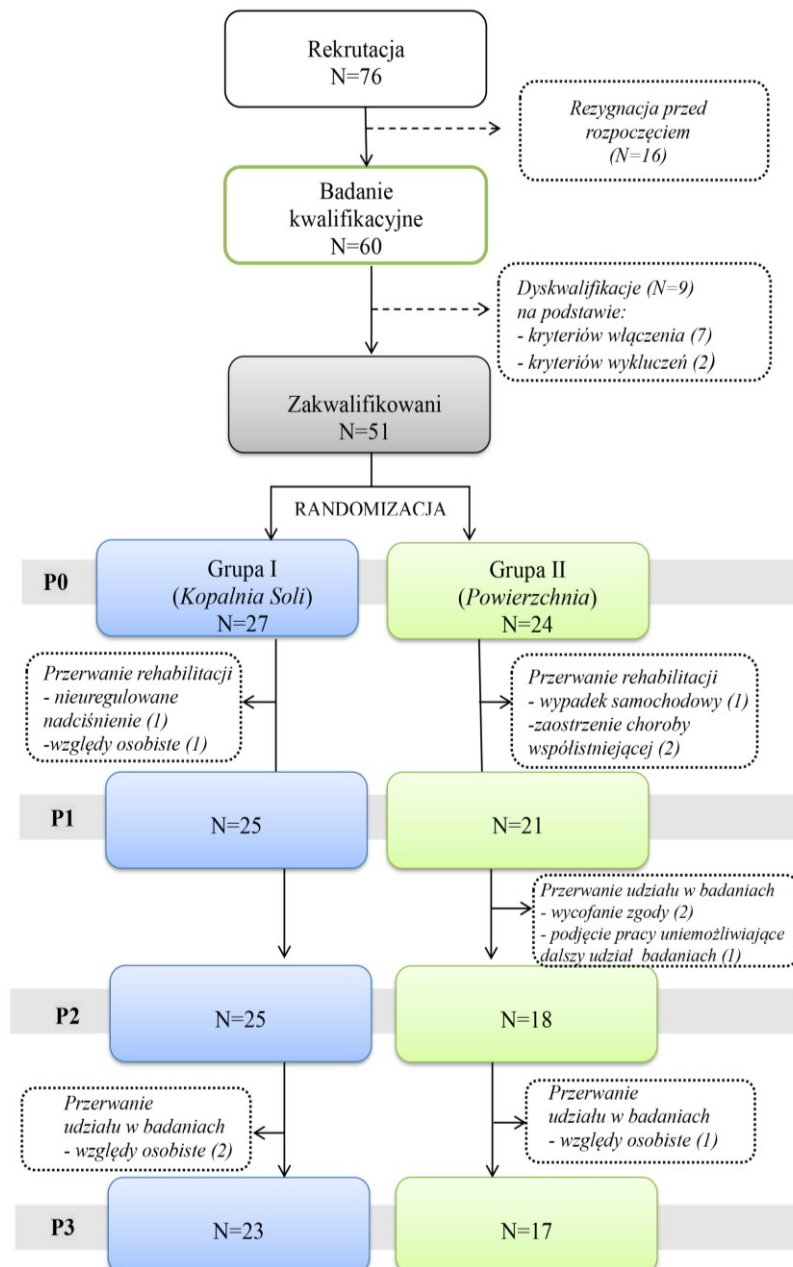 Rekrutacja
N=76
Rezygnacja przed
rozpoczęciem
(N=16)
Badanie
kwalifikacyjne
N=60
Dyskwalifikacje (N=9)
na podstawie:
- kryteriów włączenia (7)
- kryteriów wykluczeń (2)
Zakwalifikowani
N=51
RANDOMIZACJA
P0
Grupa I
(Kopalnia Soli)
N=27
Grupa II
(Powierzchnia)
N=24
Przerwanie rehabilitacji
- nieuregulowane
nadciśnienie (1)
-względy osobiste (1)
Przerwanie rehabilitacji
- wypadek samochodowy (1)
-zaostrzenie choroby
współistniejącej (2)
P1
N=25
N=21
Przerwanie udziału w badaniach
- wycofanie zgody (2)
- podjęcie pracy uniemożliwiające
dalszy udział badaniach (1)
P2
N=25
N=18
Przerwanie
udziału w badaniach
- względy osobiste (2)
Przerwanie
udziału w badaniach
- względy osobiste (1)
P3
N=23
N=17